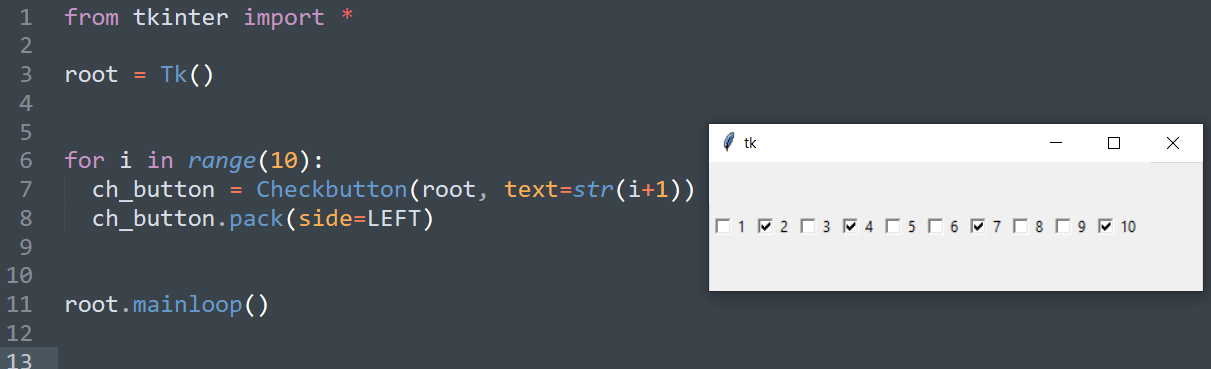 1 from tkinter import *
2
3 root = Tk()
4
5
6 for i in range(10):
7   ch_button = Checkbutton(root, text=str(i+1))
8   ch_button.pack(side=LEFT)
9
10
11 root.mainloop()
12
13
tk
1 2 3 4 5 6 7 8 9 10